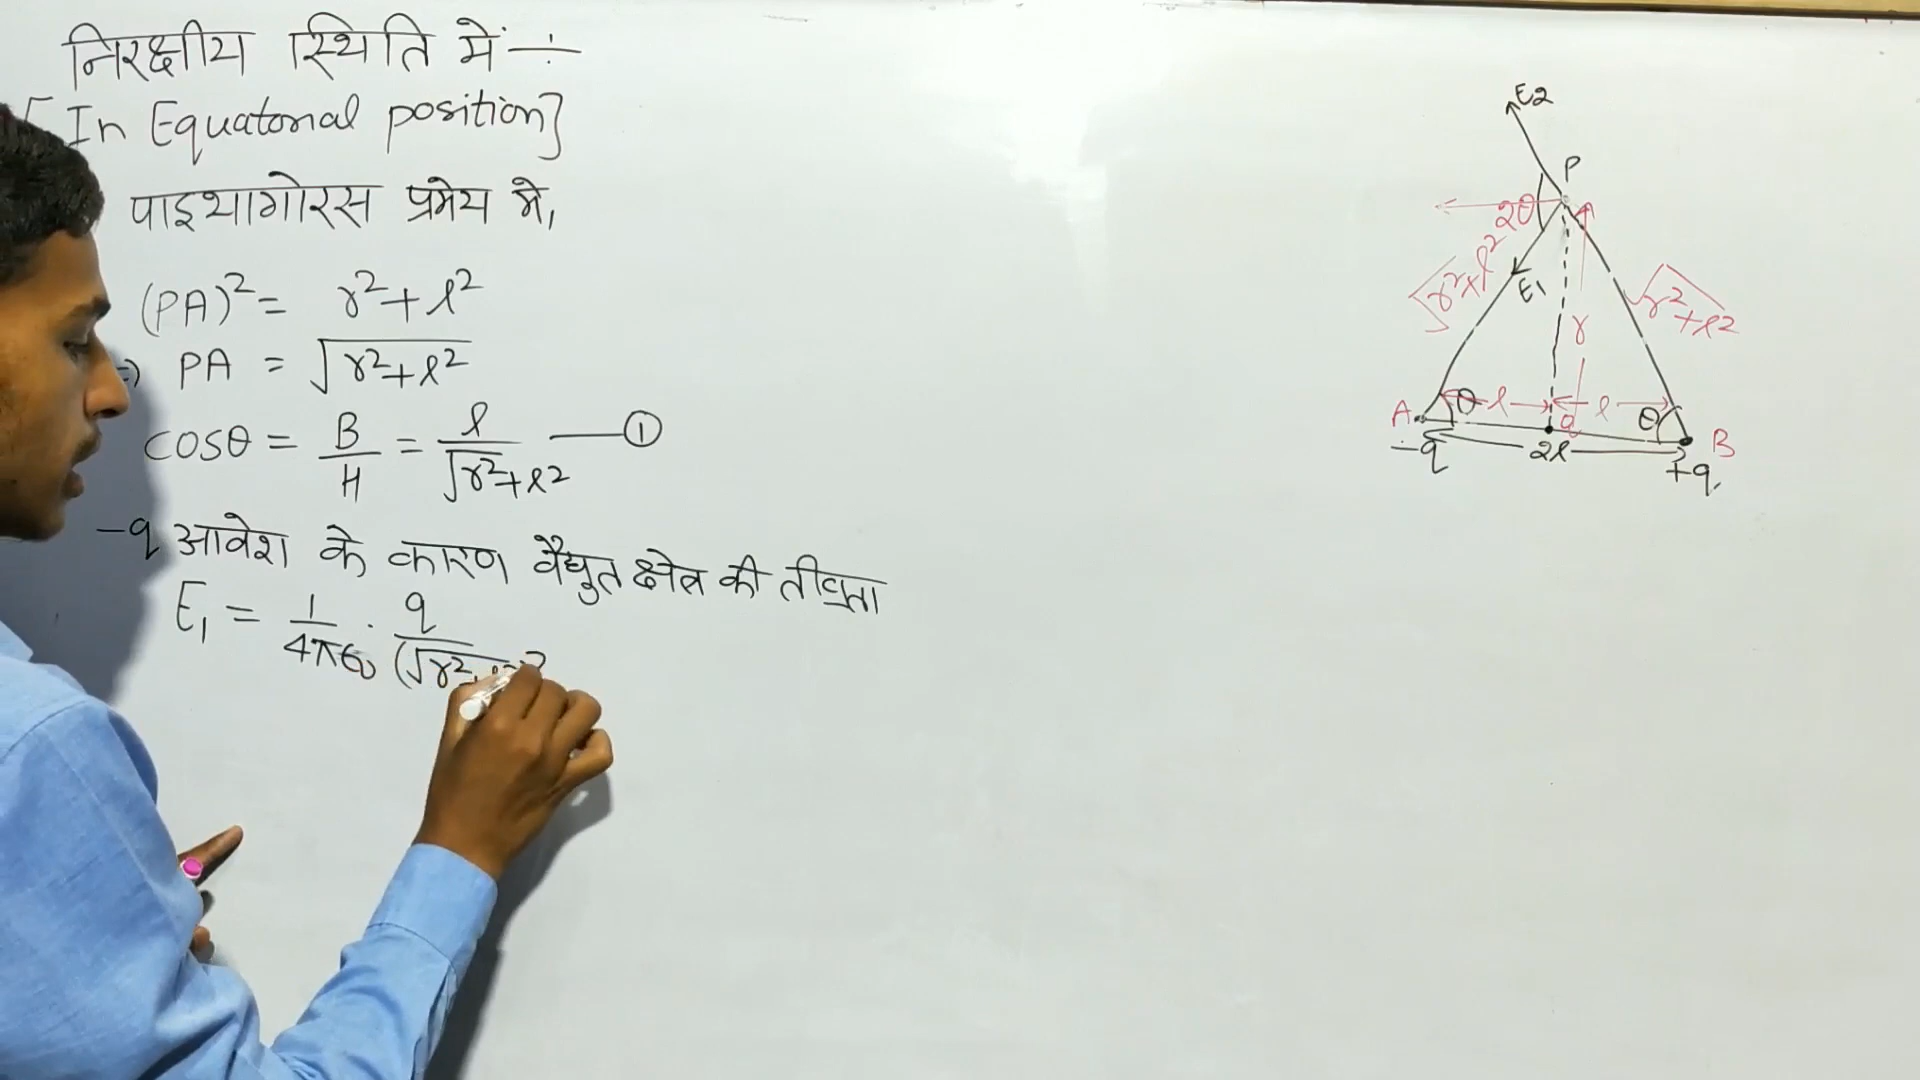 निरक्षीय स्थिति में ÷
[In Equatorial position]
पाइथागोरस प्रमेय से,
(PA)² = r² + l²
⇒ PA = √r²+l²
cosθ = B/H = l/√r²+l² —— ①
-q आवेश के कारण वैद्युत क्षेत्र की तीव्रता
E₁ = 1/4πε₀ · q/(√r²
E2
P
2θ
√r²+l²
E1
√r²+l²
r
A θ l l θ B
-q 2l +q